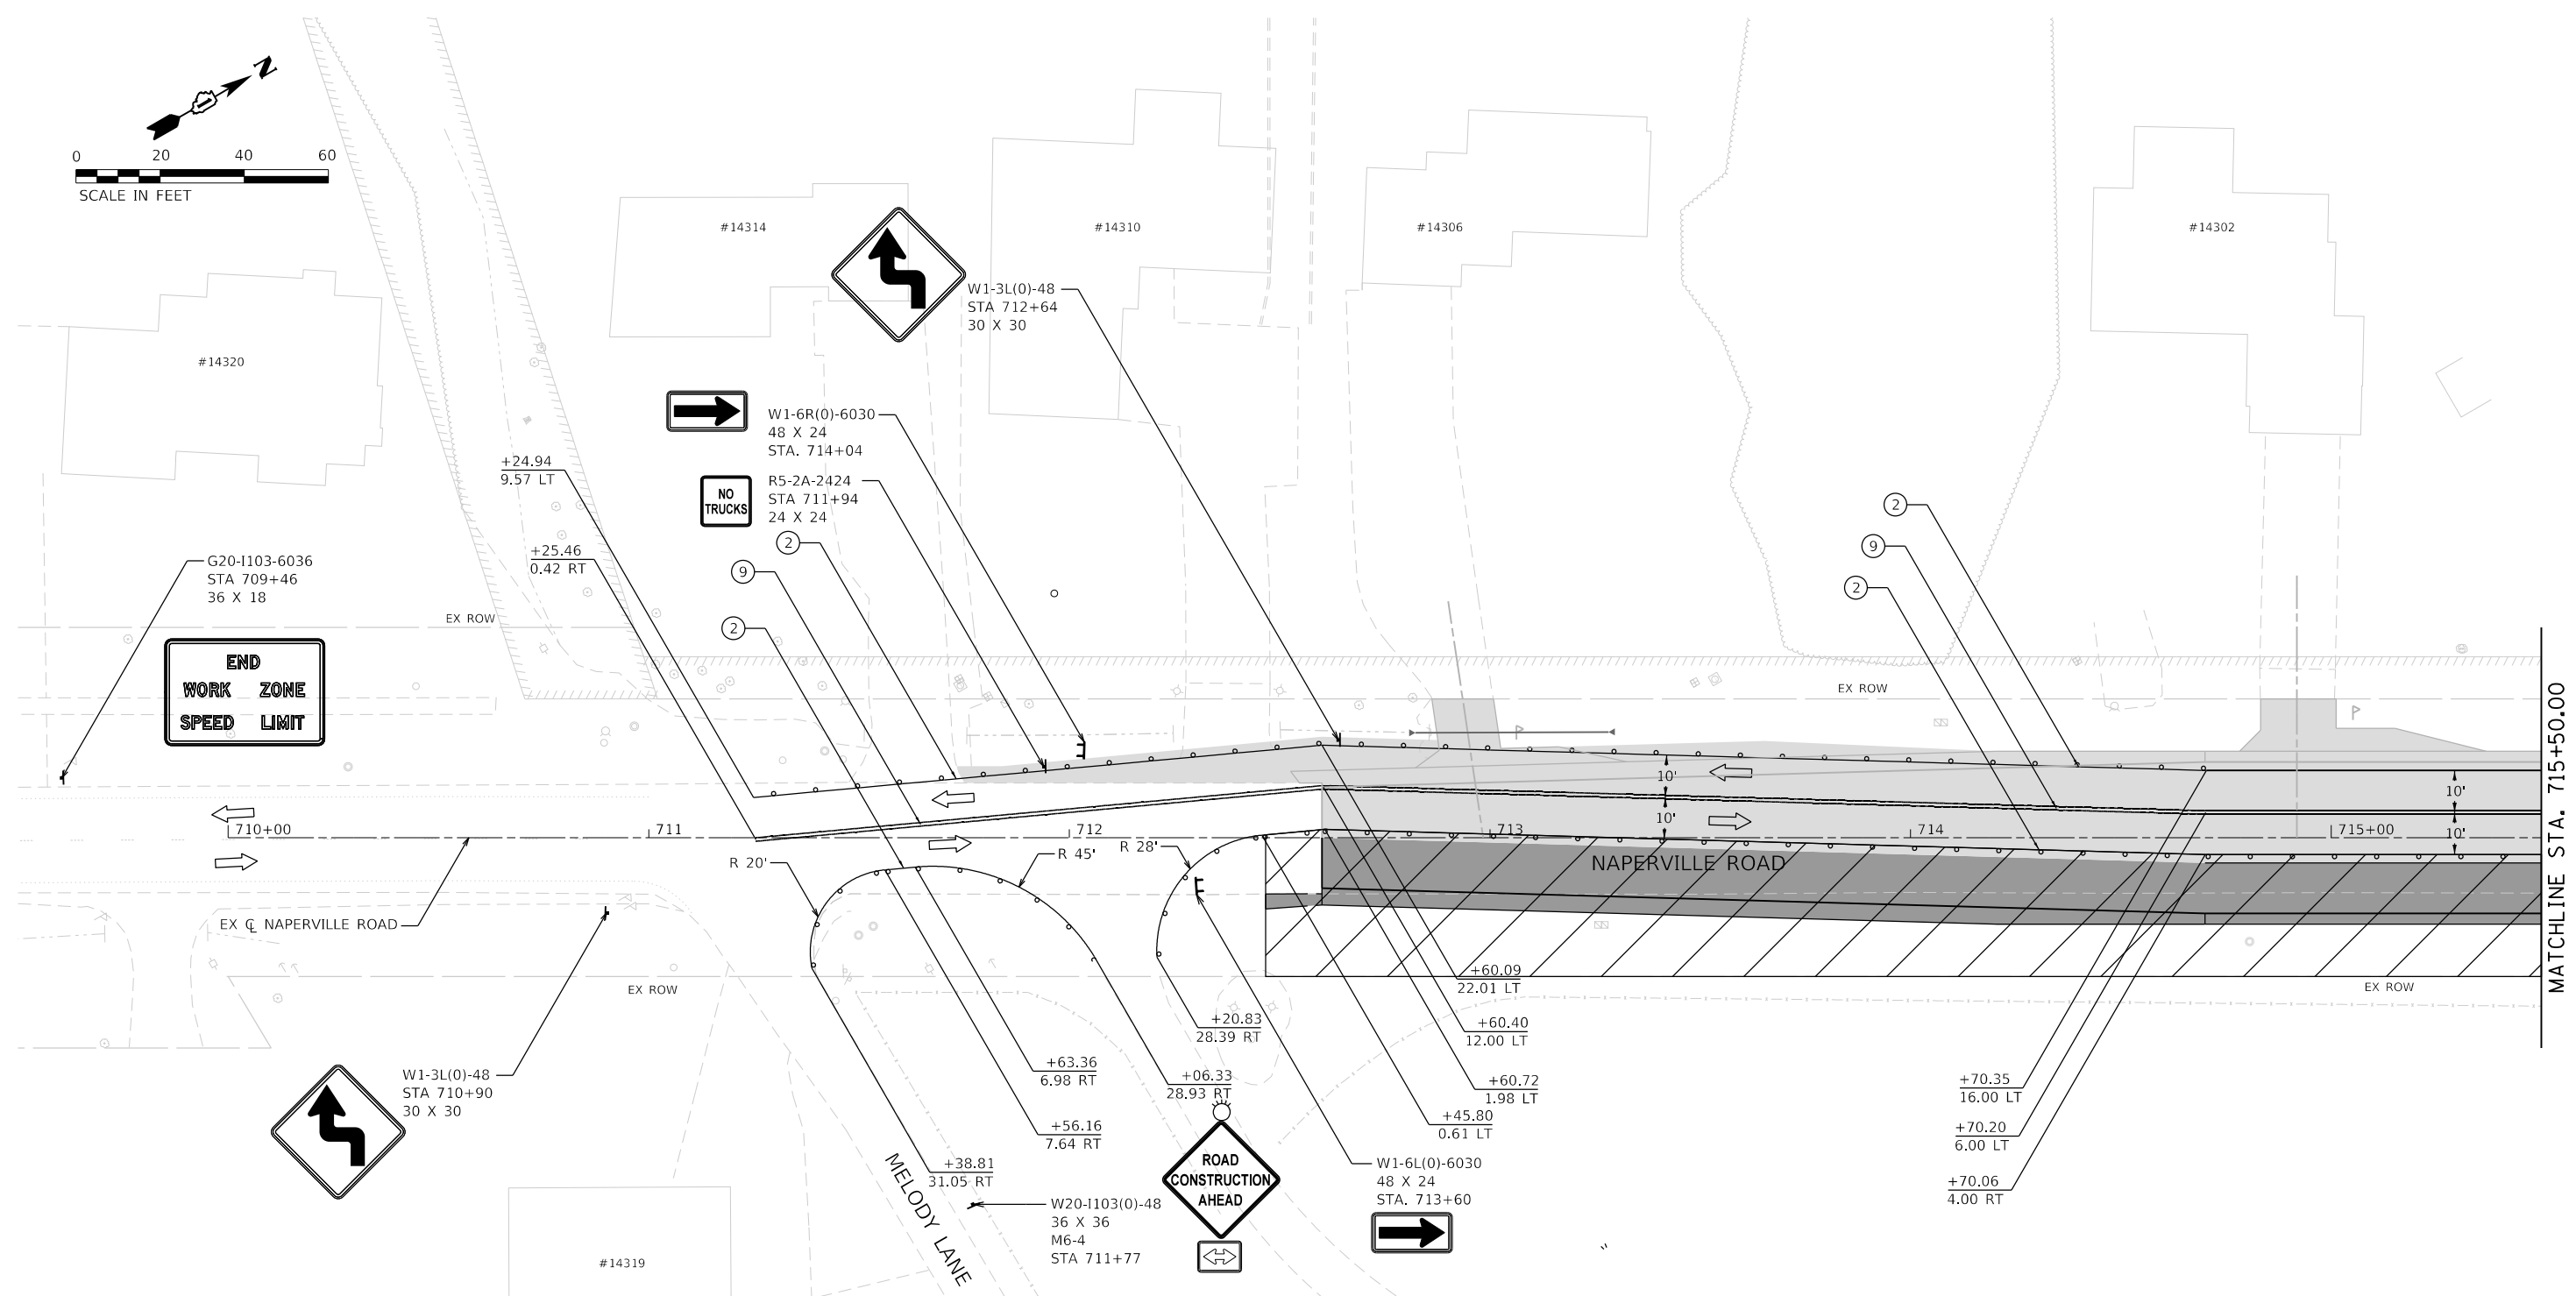 N
0 20 40 60
SCALE IN FEET
#14320
#14314
#14310
#14306
#14302
W1-3L(O)-48
STA 712+64
30 X 30
W1-6R(O)-6030
48 X 24
STA. 714+04
NO
TRUCKS
R5-2A-2424
STA 711+94
24 X 24
+24.94
9.57 LT
+25.46
0.42 RT
2
9
2
2
9
2
G20-I103-6036
STA 709+46
36 X 18
END
WORK ZONE
SPEED LIMIT
EX ROW
EX ROW
10'
10'
10'
10'
710+00
711
712
713
714
715+00
NAPERVILLE ROAD
MATCHLINE STA. 715+50.00
R 20'
R 45'
R 28'
EX ℄ NAPERVILLE ROAD
EX ROW
EX ROW
W1-3L(O)-48
STA 710+90
30 X 30
+60.09
22.01 LT
+20.83
28.39 RT
+60.40
12.00 LT
+63.36
6.98 RT
+06.33
28.93 RT
+60.72
1.98 LT
+45.80
0.61 LT
+56.16
7.64 RT
+38.81
31.05 RT
+70.35
16.00 LT
+70.20
6.00 LT
+70.06
4.00 RT
MELODY LANE
ROAD
CONSTRUCTION
AHEAD
W20-I103(O)-48
36 X 36
M6-4
STA 711+77
W1-6L(O)-6030
48 X 24
STA. 713+60
#14319